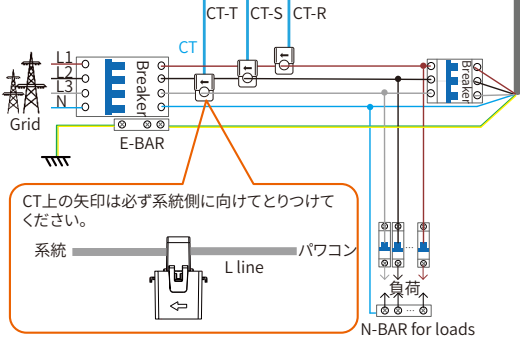 CT-T CT-S CT-R
CT
L1
L2
L3
N
Breaker
Breaker
Grid
E-BAR
CT上の矢印は必ず系統側に向けてとりつけて
ください。
系統
パワコン
L line
負荷
N-BAR for loads